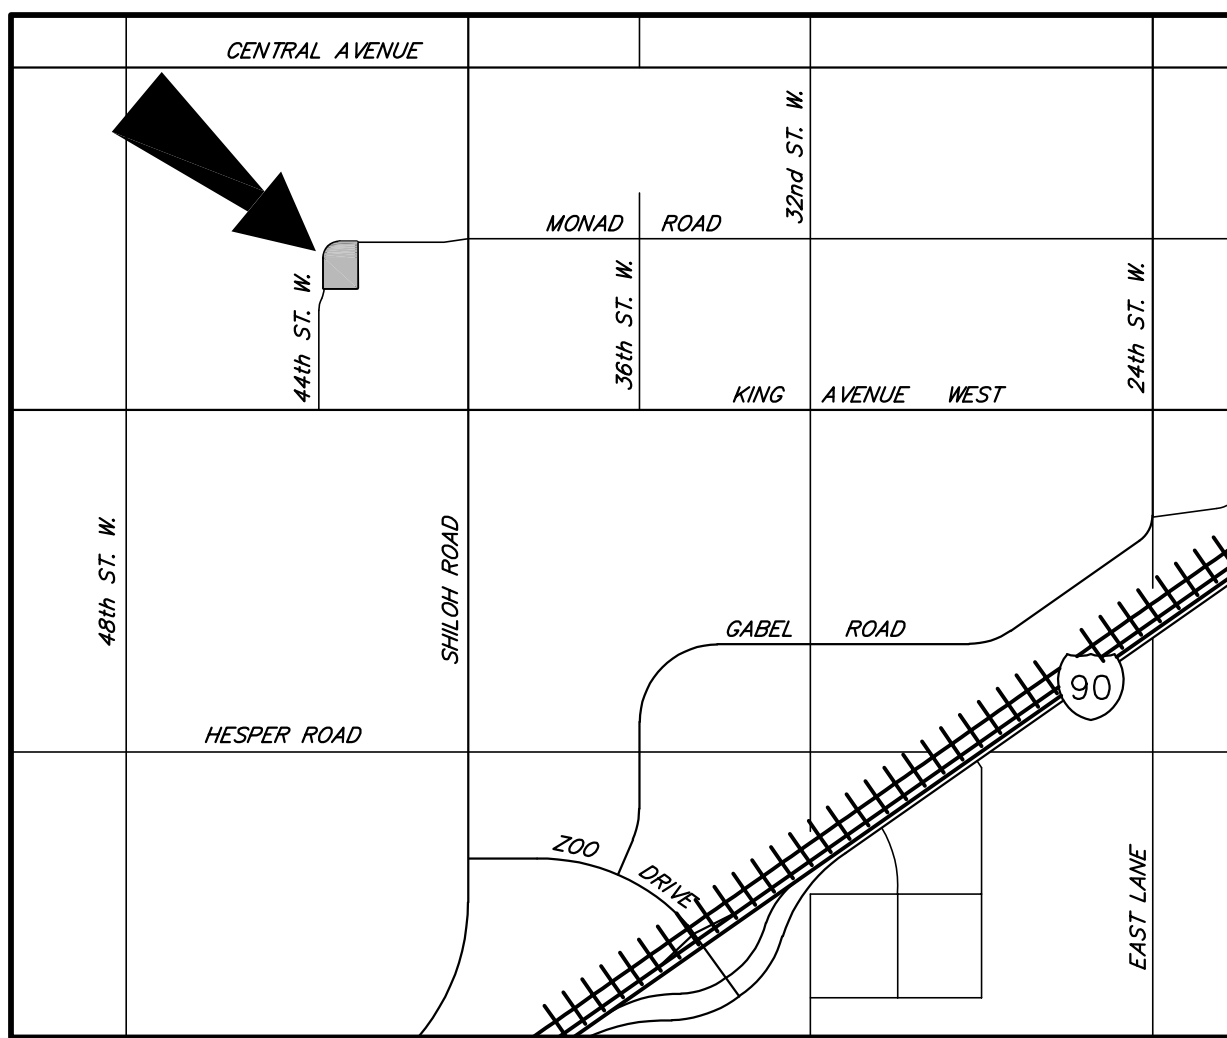 CENTRAL AVENUE
32nd ST. W.
MONAD ROAD
44th ST. W.
36th ST. W.
24th ST. W.
KING AVENUE WEST
48th ST. W.
SHILOH ROAD
GABEL ROAD
90
HESPER ROAD
ZOO DRIVE
EAST LANE